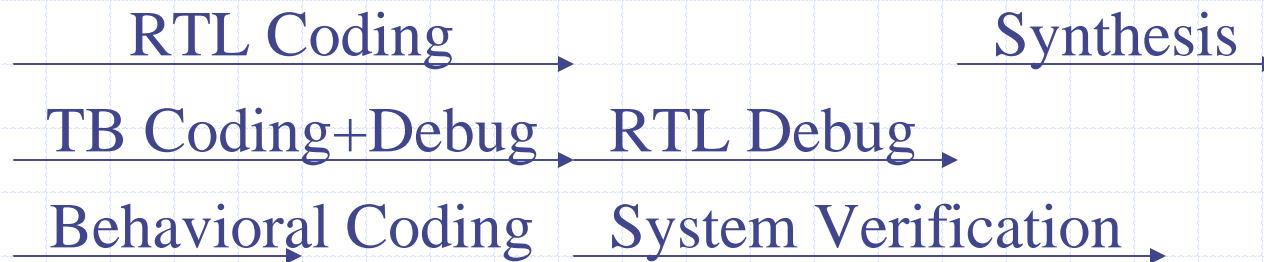 RTL Coding Synthesis
TB Coding+Debug RTL Debug
Behavioral Coding System Verification